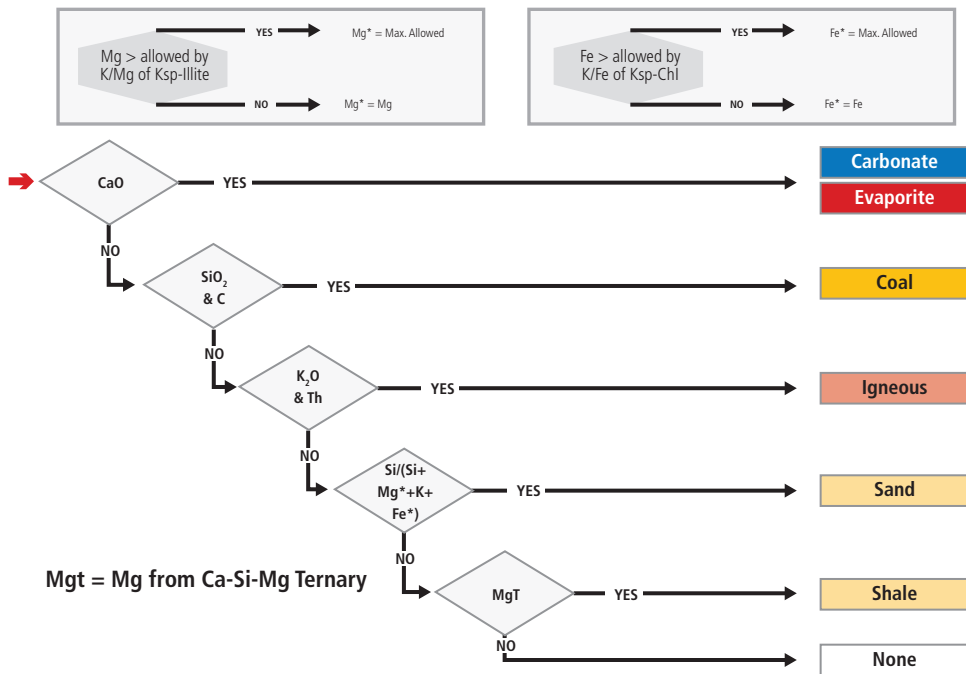 YES
Mg* = Max. Allowed
Mg > allowed by
K/Mg of Ksp-Illite
NO
Mg* = Mg
YES
Fe* = Max. Allowed
Fe > allowed by
K/Fe of Ksp-Chl
NO
Fe* = Fe
CaO
YES
Carbonate
Evaporite
NO
SiO₂
& C
YES
Coal
NO
K₂O
& Th
YES
Igneous
NO
Si/(Si+
Mg*+K+
Fe*)
YES
Sand
NO
Mgt = Mg from Ca-Si-Mg Ternary
MgT
YES
Shale
NO
None